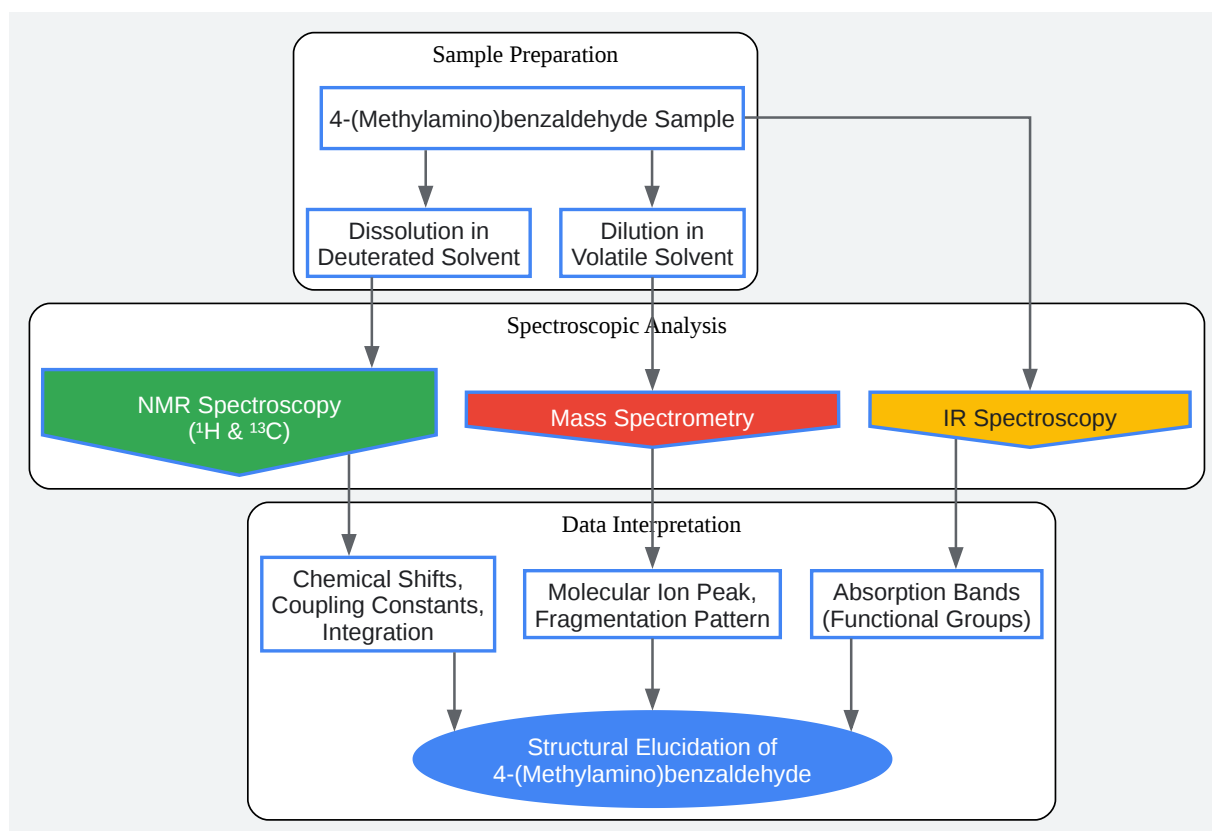 Sample Preparation
4-(Methylamino)benzaldehyde Sample
Dissolution in
Deuterated Solvent
Dilution in
Volatile Solvent
Spectroscopic Analysis
NMR Spectroscopy
(¹H & ¹³C)
Mass Spectrometry
IR Spectroscopy
Data Interpretation
Chemical Shifts,
Coupling Constants,
Integration
Molecular Ion Peak,
Fragmentation Pattern
Absorption Bands
(Functional Groups)
Structural Elucidation of
4-(Methylamino)benzaldehyde